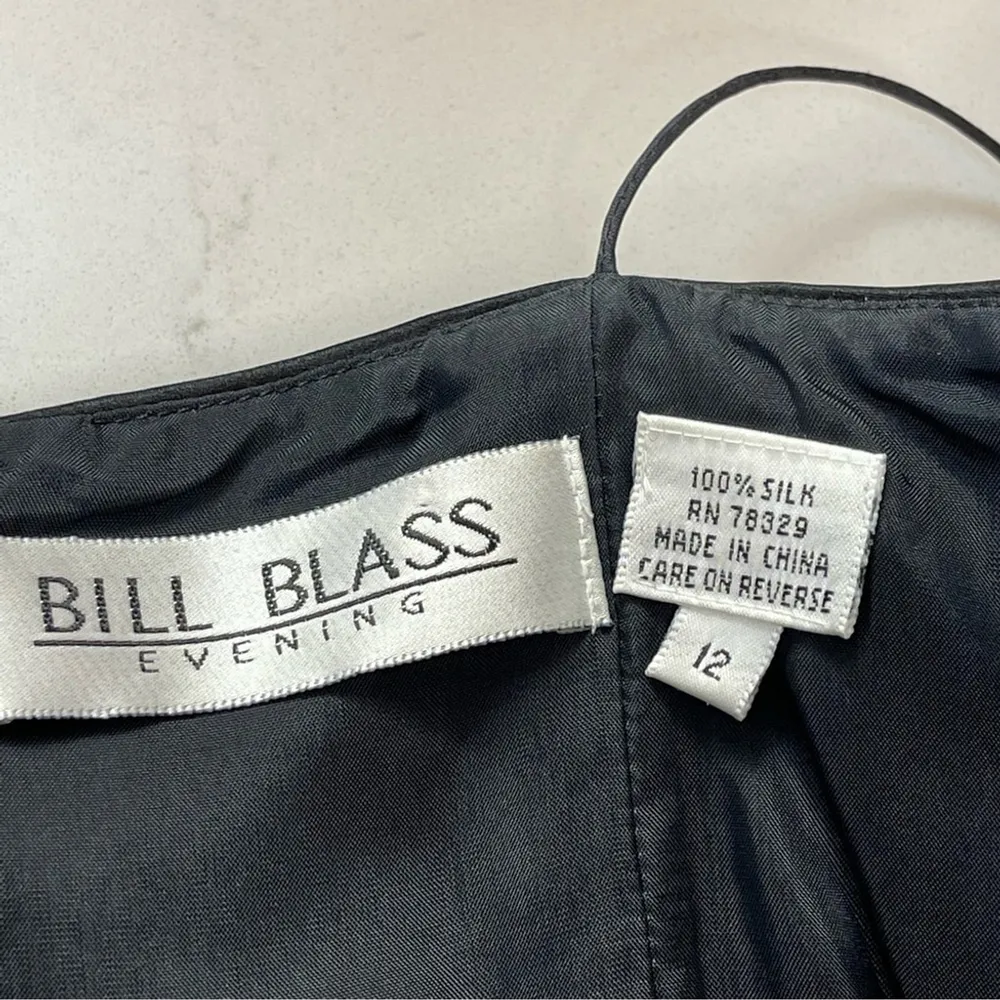 BILL BLASS
EVENING
100% SILK
RN 78329
MADE IN CHINA
CARE ON REVERSE
12